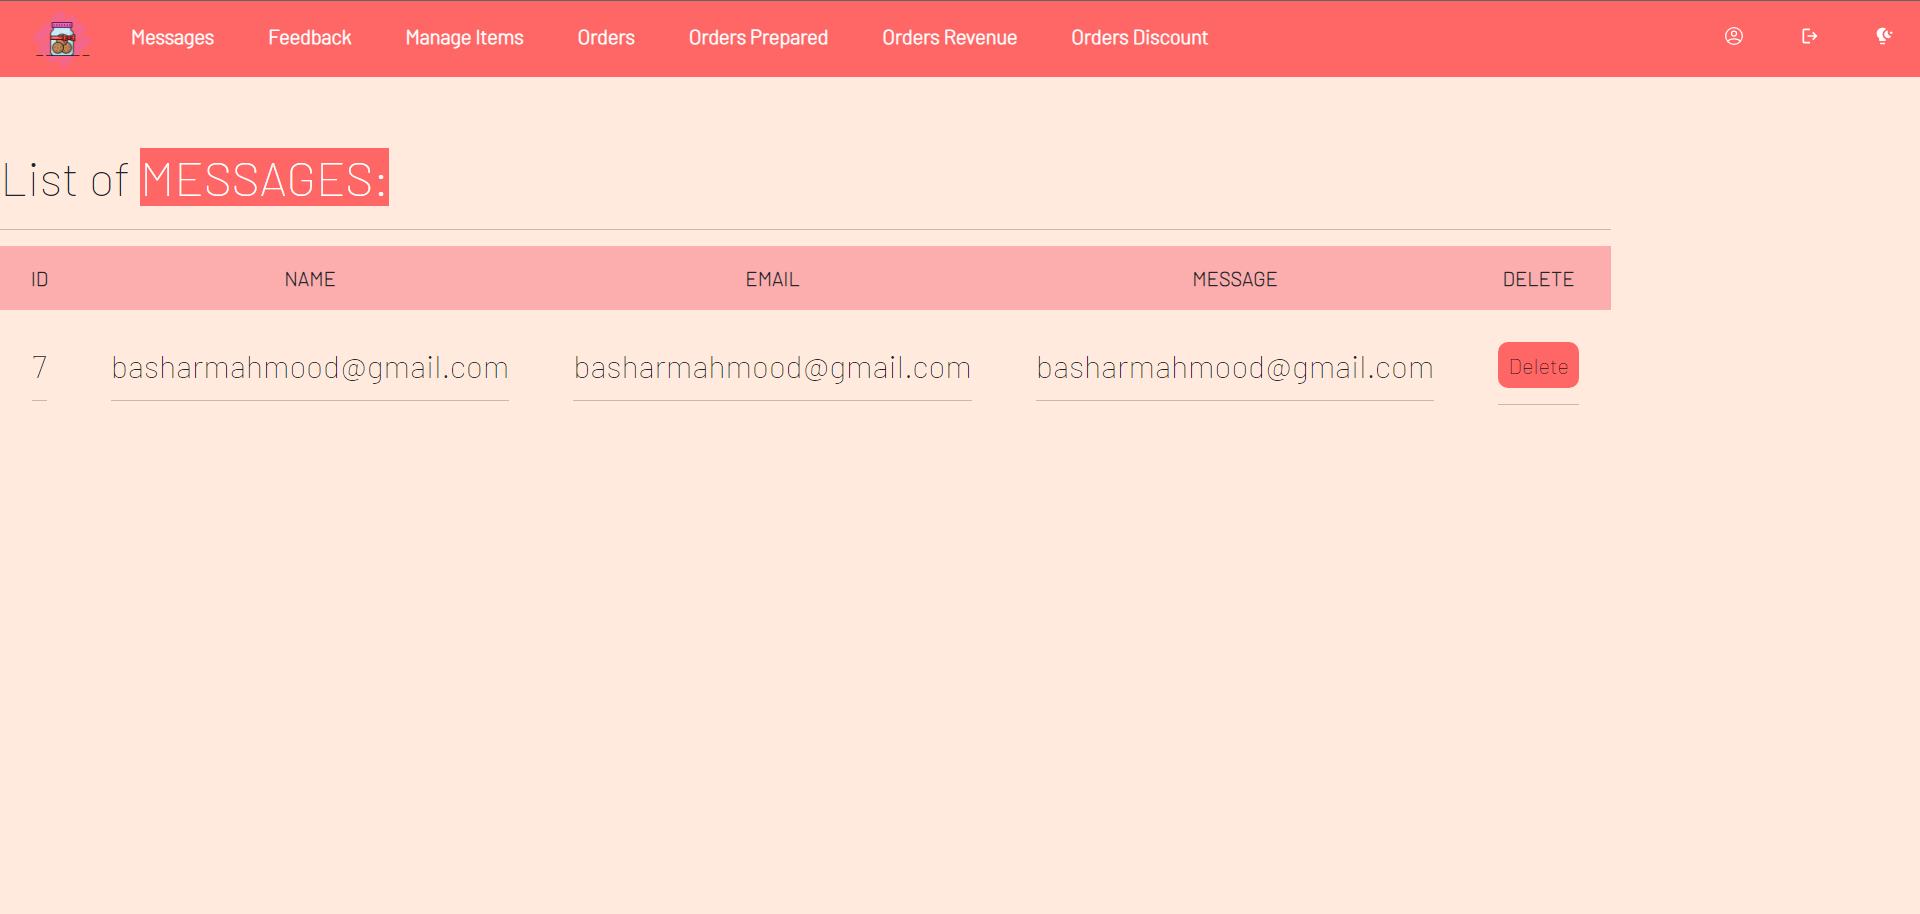 Messages Feedback Manage Items Orders Orders Prepared Orders Revenue Orders Discount
List of MESSAGES:
ID NAME EMAIL MESSAGE DELETE
7 basharmahmood@gmail.com basharmahmood@gmail.com basharmahmood@gmail.com Delete